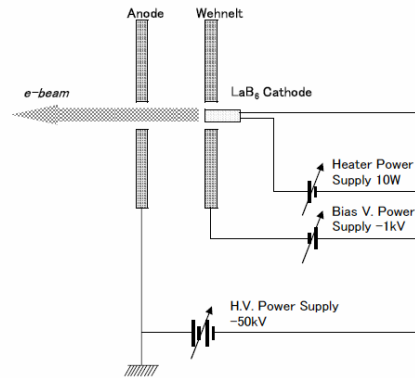 Anode
Wehnelt
e-beam
LaB₆ Cathode
Heater Power
Supply 10W
Bias V. Power
Supply -1kV
H.V. Power Supply
-50kV